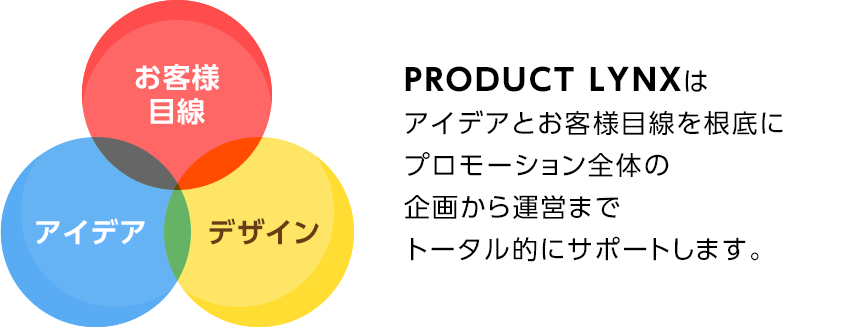 お客様
目線
アイデア
デザイン
PRODUCT LYNXは
アイデアとお客様目線を根底に
プロモーション全体の
企画から運営まで
トータル的にサポートします。